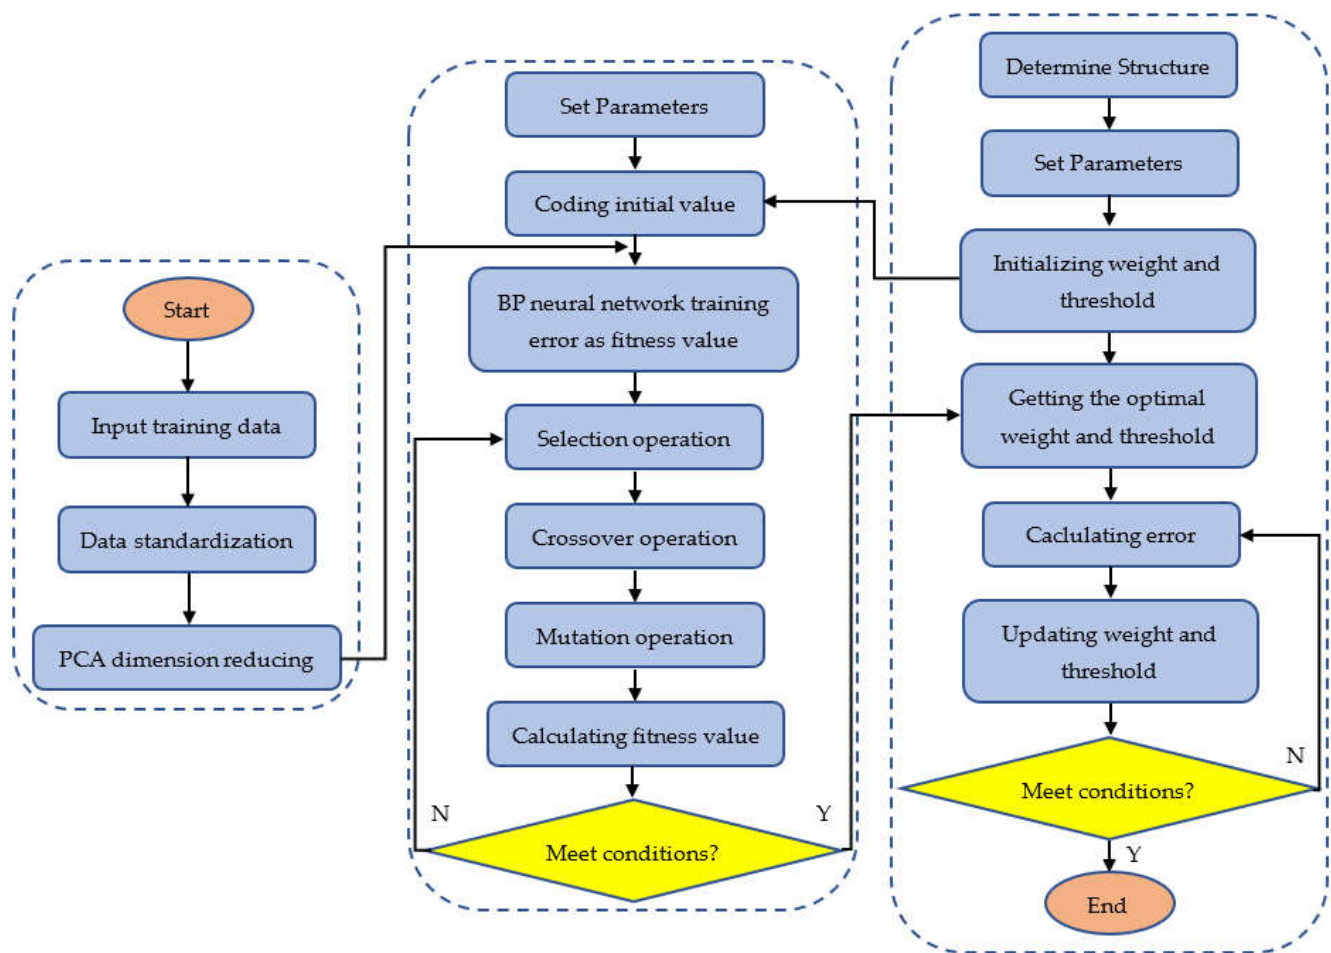 Start
Input training data
Data standardization
PCA dimension reducing
Set Parameters
Coding initial value
BP neural network training
error as fitness value
Selection operation
Crossover operation
Mutation operation
Calculating fitness value
N
Y
Meet conditions?
Determine Structure
Set Parameters
Initializing weight and
threshold
Getting the optimal
weight and threshold
Caclulating error
Updating weight and
threshold
N
Meet conditions?
Y
End